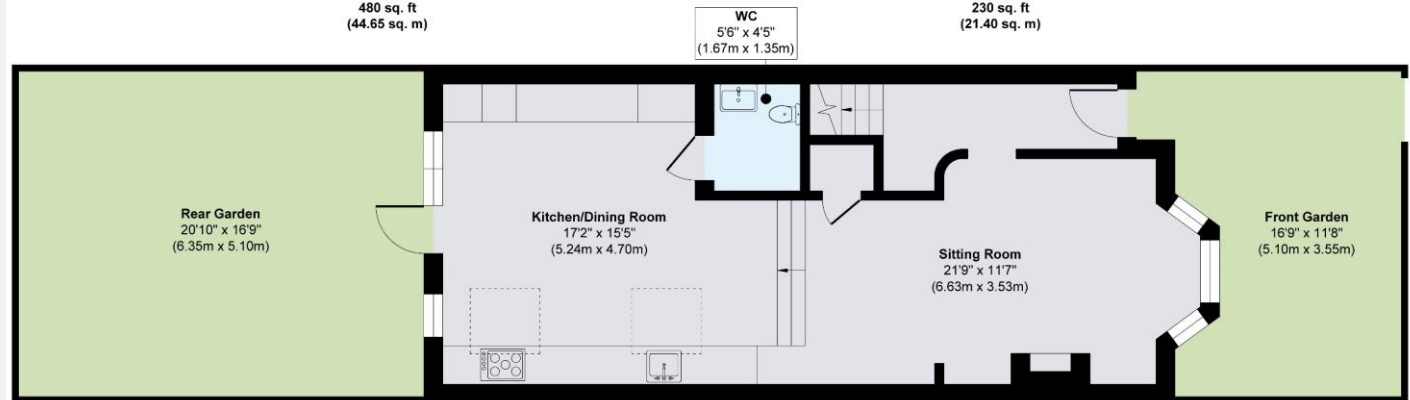 480 sq. ft
(44.65 sq. m)
230 sq. ft
(21.40 sq. m)
WC
5'6" x 4'5"
(1.67m x 1.35m)
Rear Garden
20'10" x 16'9"
(6.35m x 5.10m)
Kitchen/Dining Room
17'2" x 15'5"
(5.24m x 4.70m)
Sitting Room
21'9" x 11'7"
(6.63m x 3.53m)
Front Garden
16'9" x 11'8"
(5.10m x 3.55m)